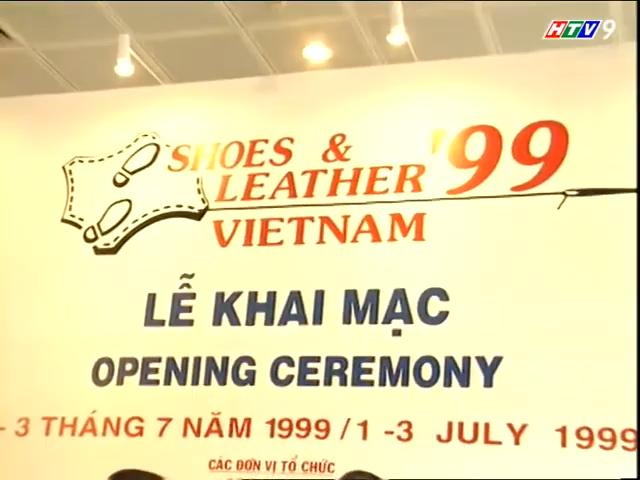 HTV9
SHOES &
LEATHER '99
VIETNAM
LỄ KHAI MẠC
OPENING CEREMONY
- 3 THÁNG 7 NĂM 1999 / 1 -3 JULY 1999
CÁC ĐƠN VỊ TỔ CHỨC